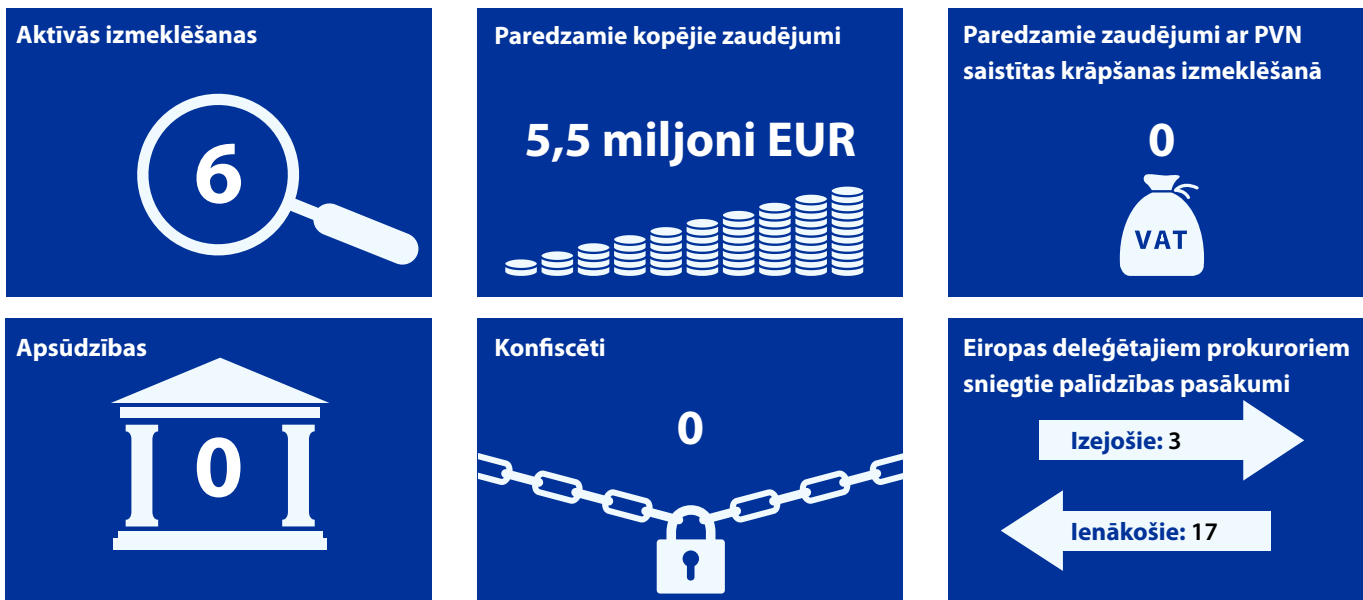 Aktīvās izmeklēšanas
6
Paredzamie kopējie zaudējumi
5,5 miljoni EUR
Paredzamie zaudējumi ar PVN
saistītas krāpšanas izmeklēšanā
0
VAT
Apsūdzības
0
Konfiscēti
0
Eiropas deleģētajiem prokuroriem
sniegtie palīdzības pasākumi
Izejošie: 3
Ienākošie: 17